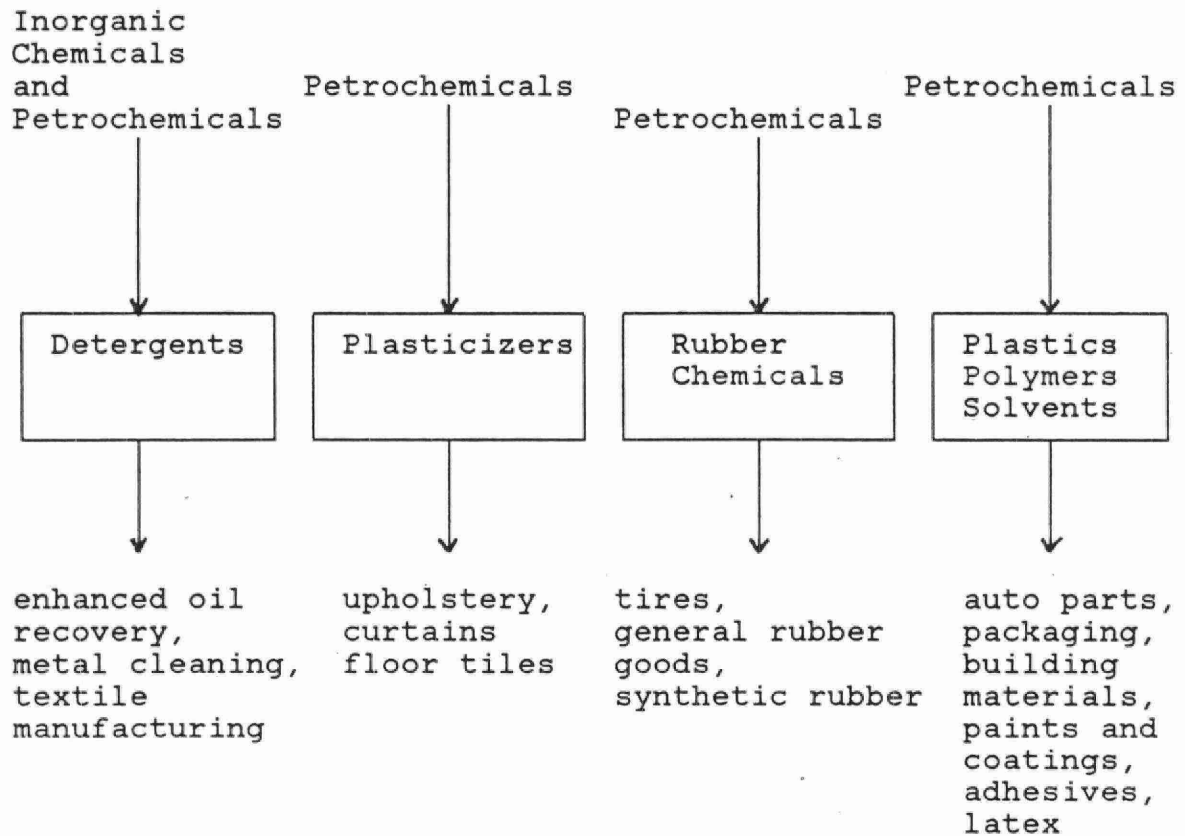 Inorganic
Chemicals
and
Petrochemicals
Petrochemicals
Petrochemicals
Petrochemicals
Detergents
Plasticizers
Rubber
Chemicals
Plastics
Polymers
Solvents
enhanced oil
recovery,
metal cleaning,
textile
manufacturing
upholstery,
curtains
floor tiles
tires,
general rubber
goods,
synthetic rubber
auto parts,
packaging,
building
materials,
paints and
coatings,
adhesives,
latex